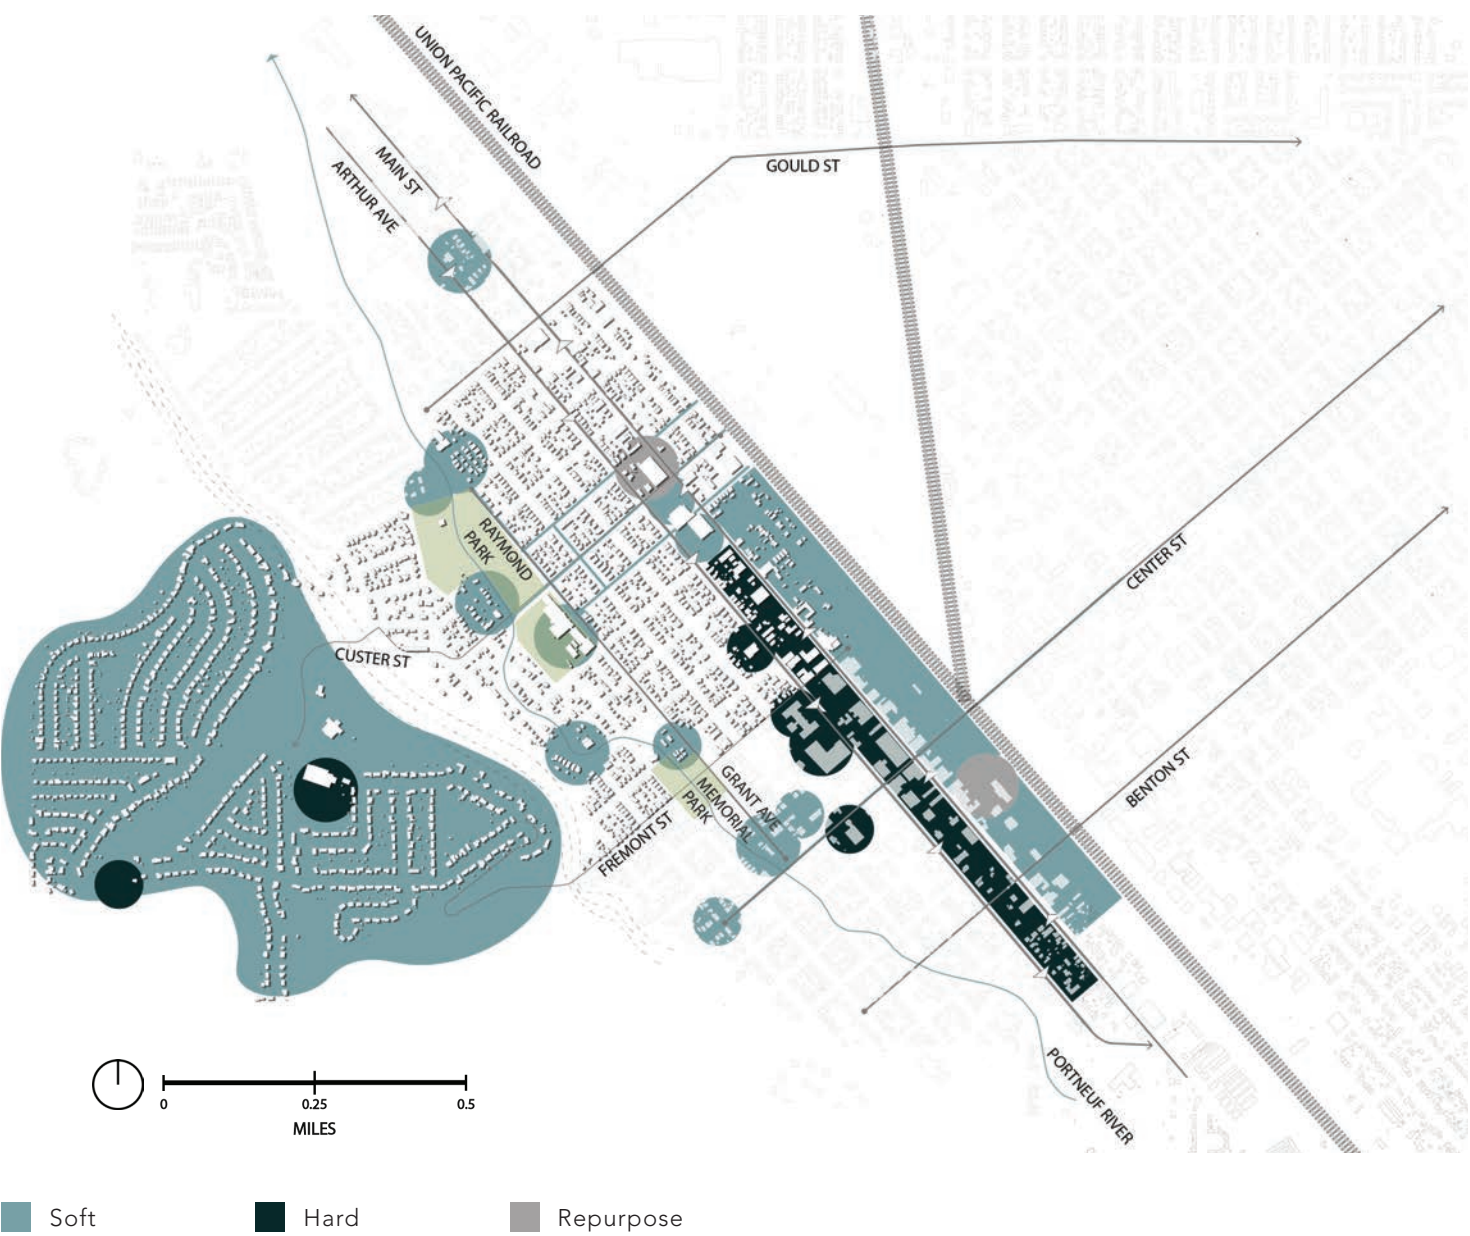 UNION PACIFIC RAILROAD
MAIN ST
ARTHUR AVE
GOULD ST
RAYMOND
PARK
CENTER ST
CUSTER ST
BENTON ST
GRANT AVE
MEMORIAL
PARK
FREMONT ST
PORTNEUF RIVER
0 0.25 0.5
MILES
Soft Hard Repurpose